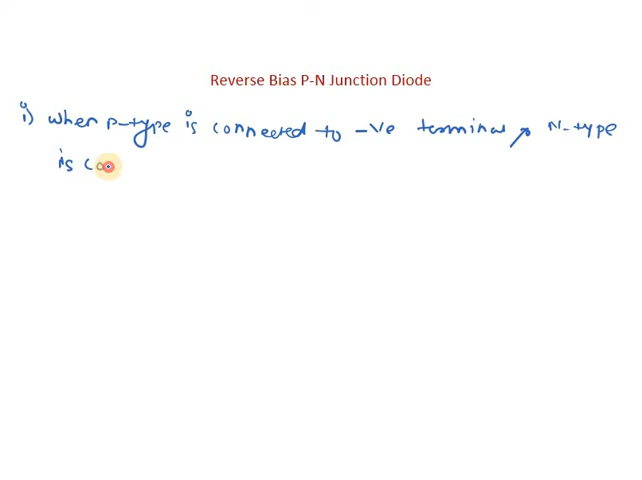 Reverse Bias P-N Junction Diode
i) when p-type is connected to -ve terminal & N-type
is co